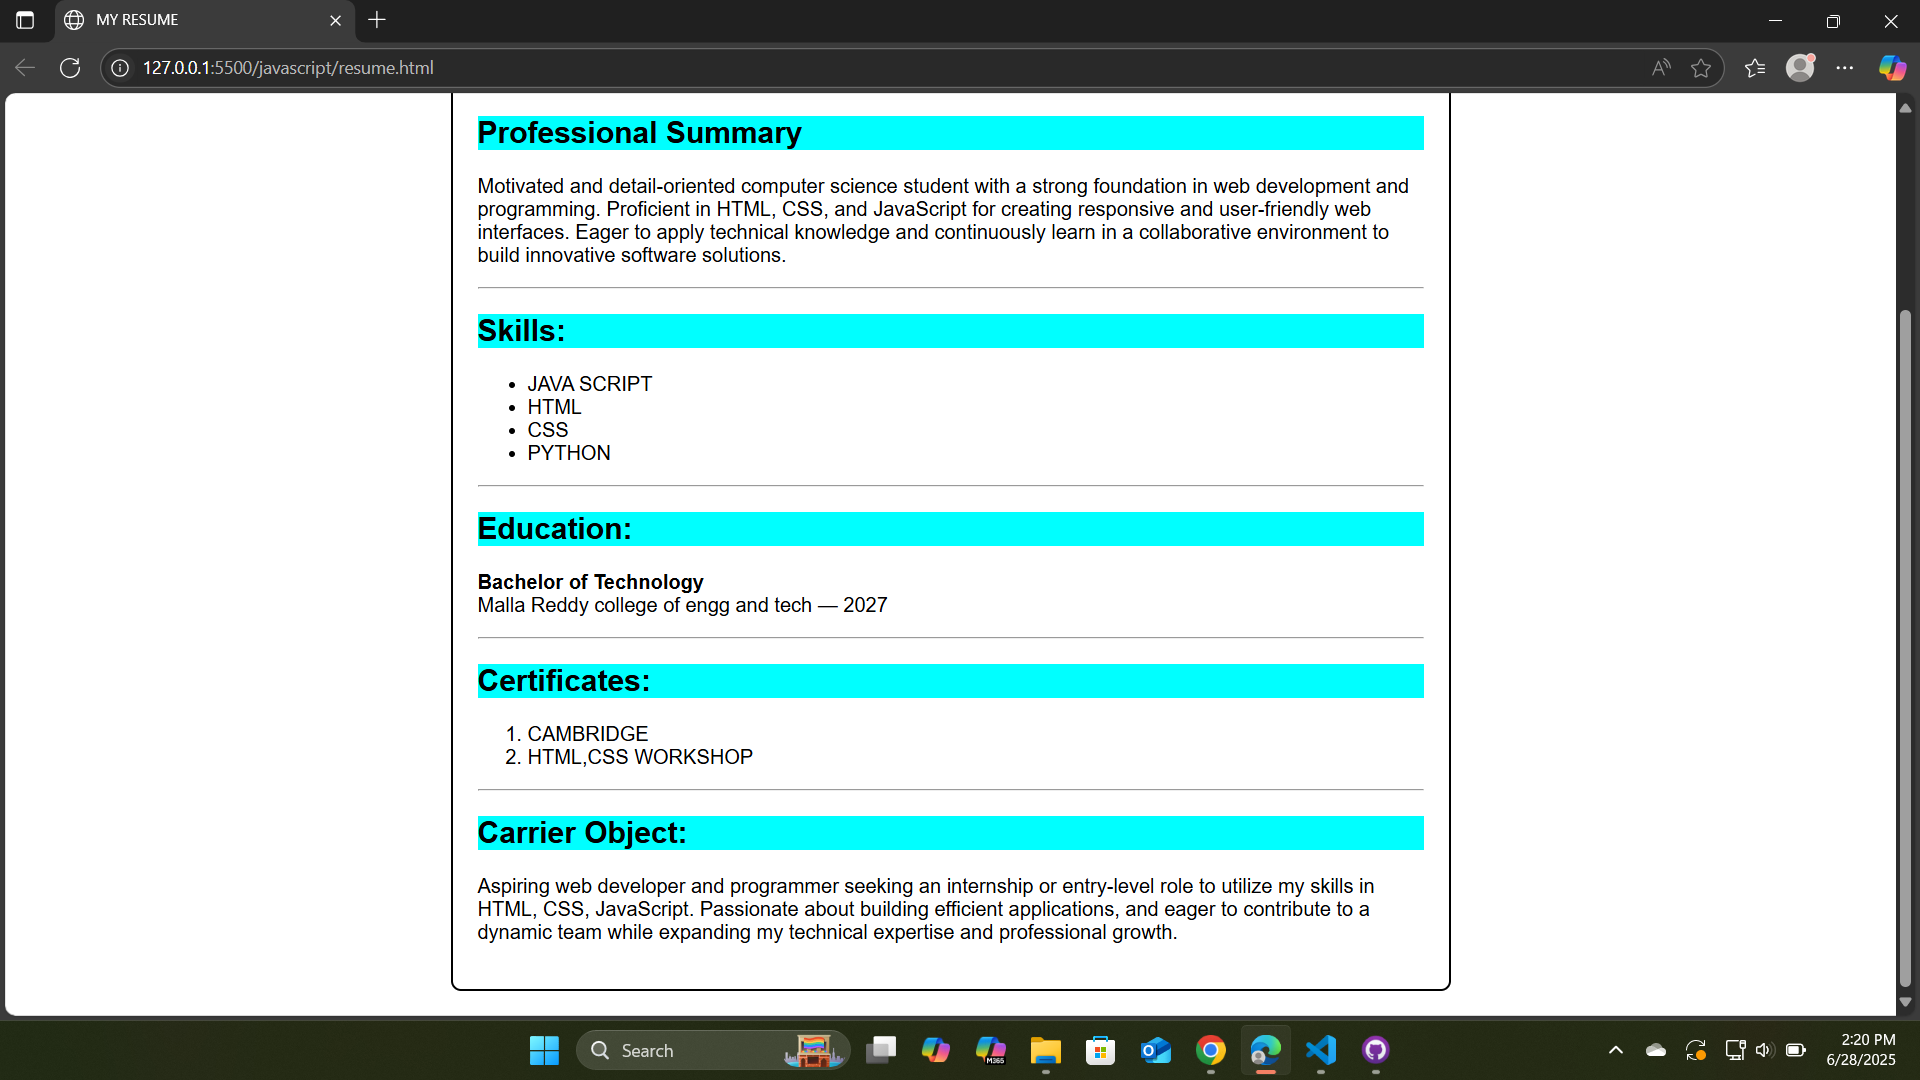 MY RESUME
127.0.0.1:5500/javascript/resume.html
Professional Summary
Motivated and detail-oriented computer science student with a strong foundation in web development and
programming. Proficient in HTML, CSS, and JavaScript for creating responsive and user-friendly web
interfaces. Eager to apply technical knowledge and continuously learn in a collaborative environment to
build innovative software solutions.
Skills:
• JAVA SCRIPT
• HTML
• CSS
• PYTHON
Education:
Bachelor of Technology
Malla Reddy college of engg and tech — 2027
Certificates:
1. CAMBRIDGE
2. HTML,CSS WORKSHOP
Carrier Object:
Aspiring web developer and programmer seeking an internship or entry-level role to utilize my skills in
HTML, CSS, JavaScript. Passionate about building efficient applications, and eager to contribute to a
dynamic team while expanding my technical expertise and professional growth.
Search
M365
2:20 PM
6/28/2025